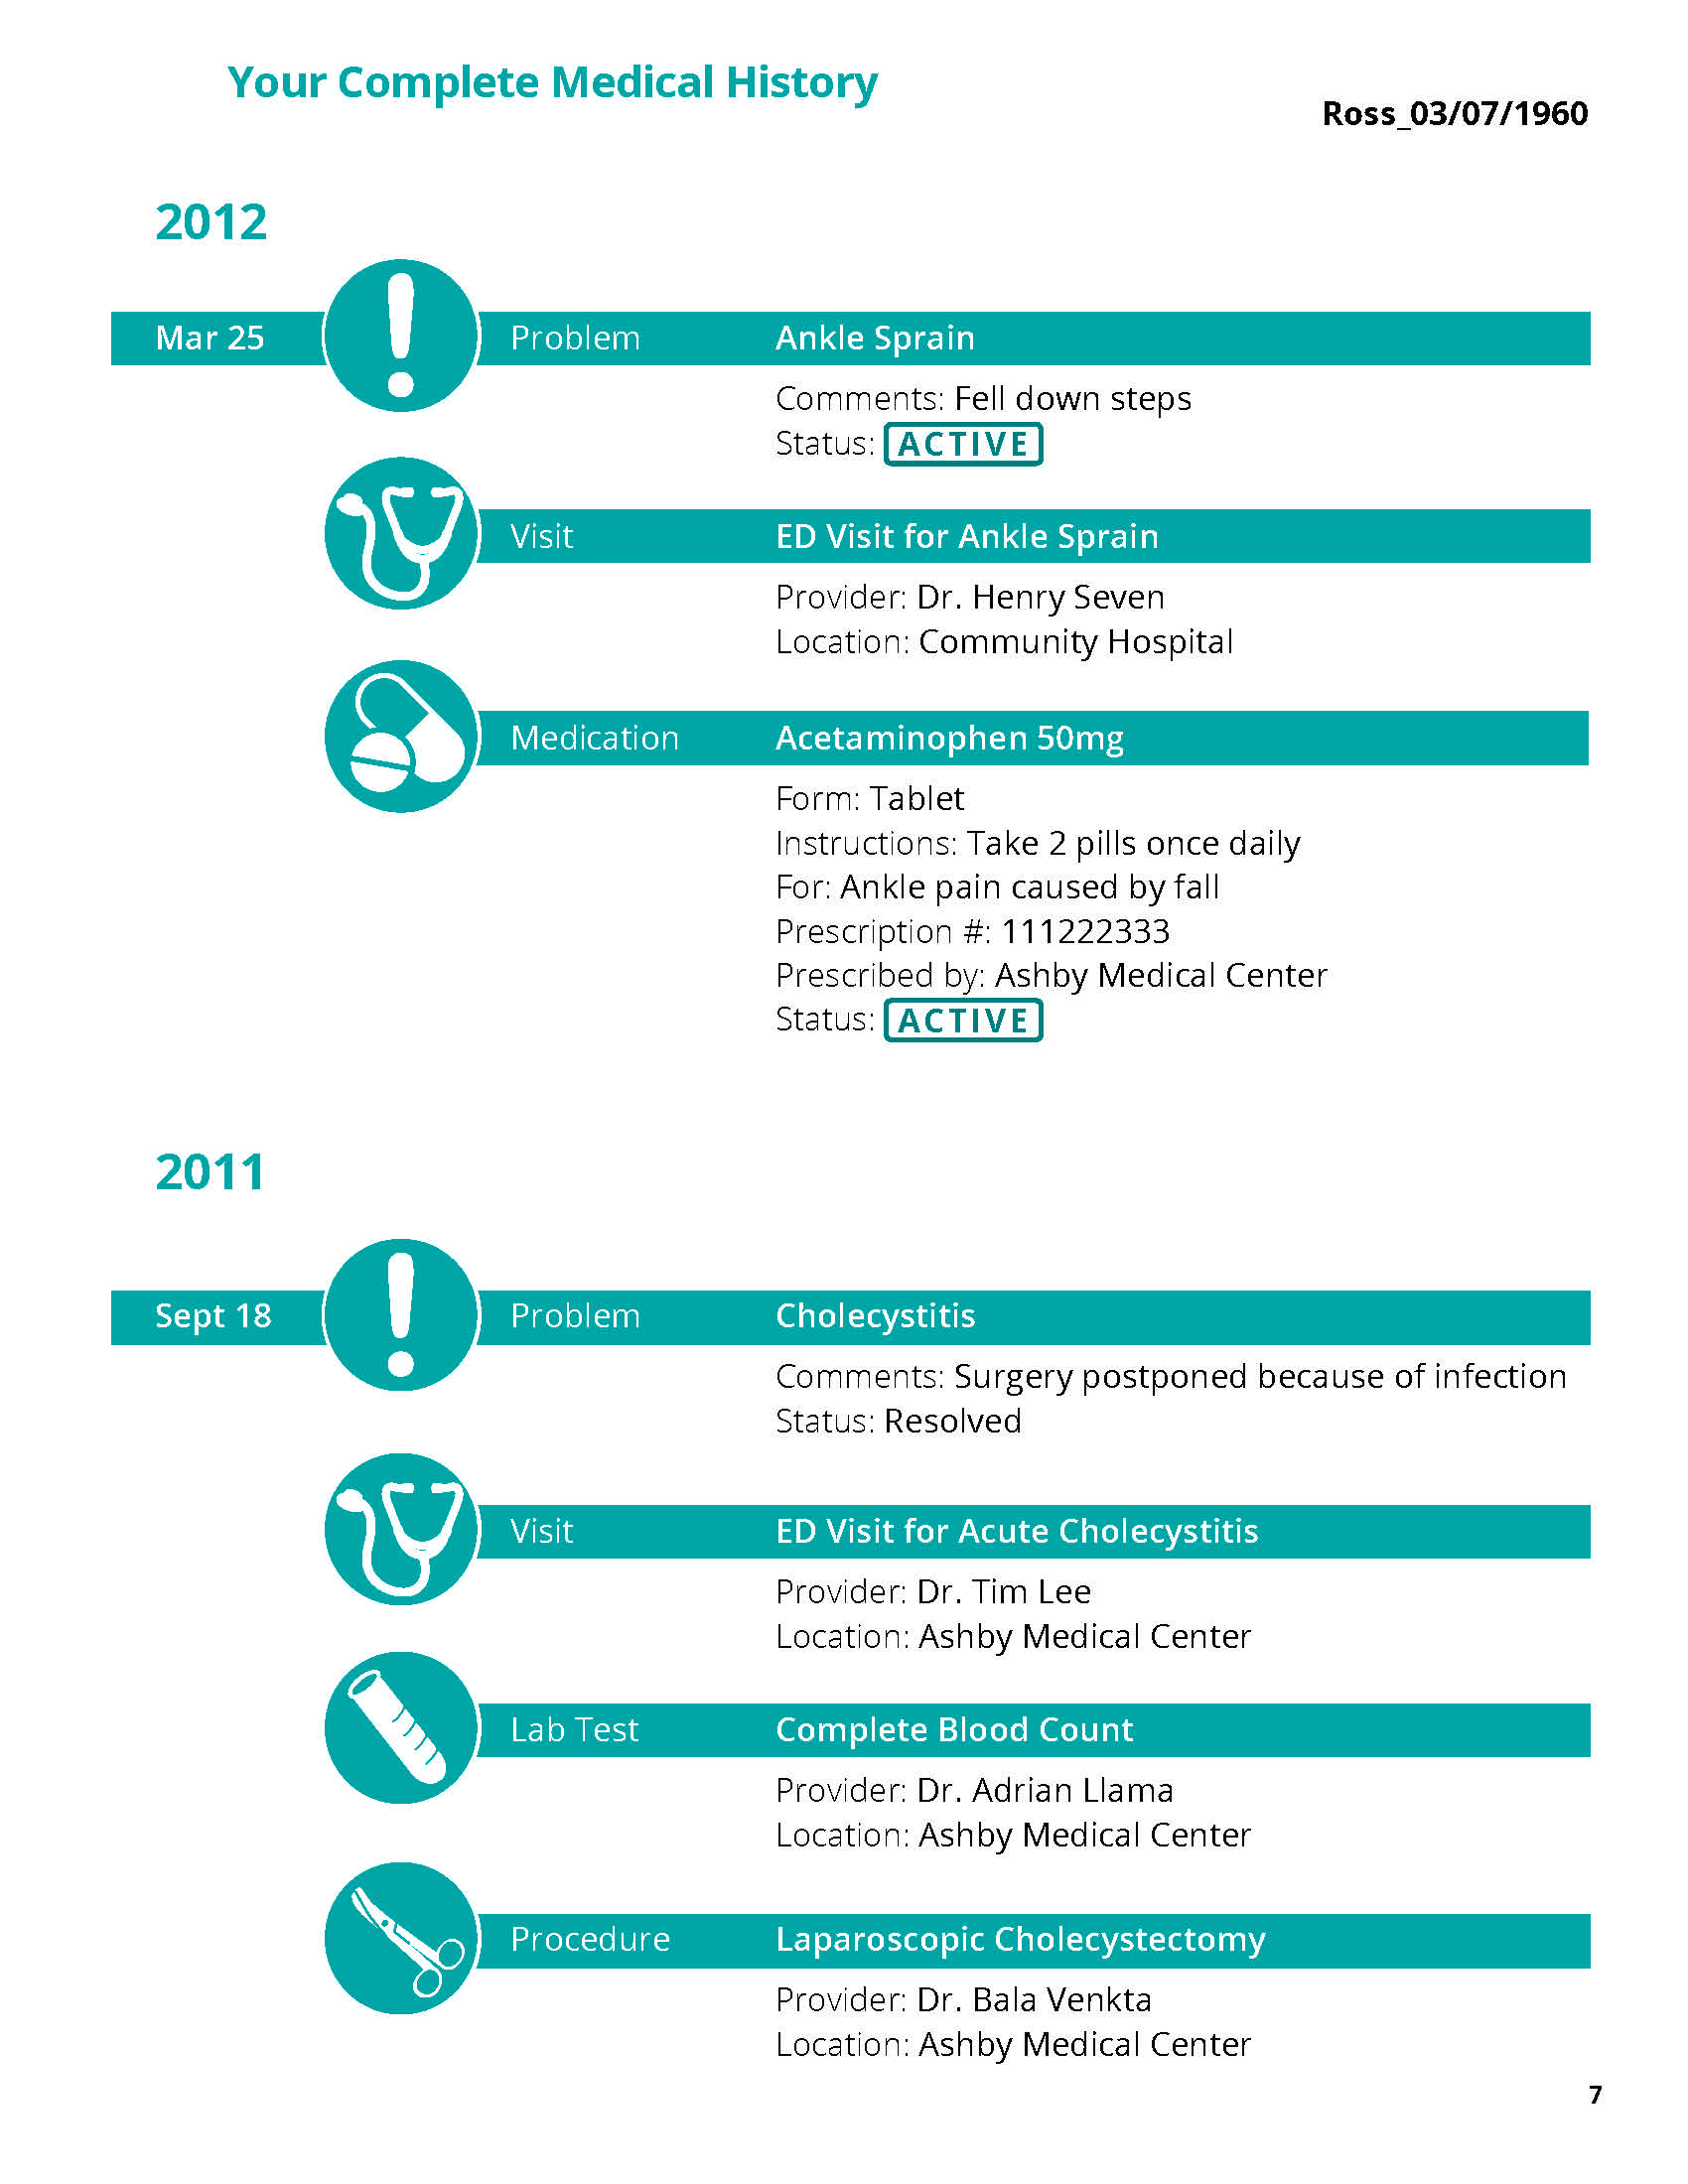 Your Complete Medical History
Ross_03/07/1960
2012
Mar 25 Problem Ankle Sprain
Comments: Fell down steps
Status: ACTIVE
Visit ED Visit for Ankle Sprain
Provider: Dr. Henry Seven
Location: Community Hospital
Medication Acetaminophen 50mg
Form: Tablet
Instructions: Take 2 pills once daily
For: Ankle pain caused by fall
Prescription #: 111222333
Prescribed by: Ashby Medical Center
Status: ACTIVE
2011
Sept 18 Problem Cholecystitis
Comments: Surgery postponed because of infection
Status: Resolved
Visit ED Visit for Acute Cholecystitis
Provider: Dr. Tim Lee
Location: Ashby Medical Center
Lab Test Complete Blood Count
Provider: Dr. Adrian Llama
Location: Ashby Medical Center
Procedure Laparoscopic Cholecystectomy
Provider: Dr. Bala Venkta
Location: Ashby Medical Center
7